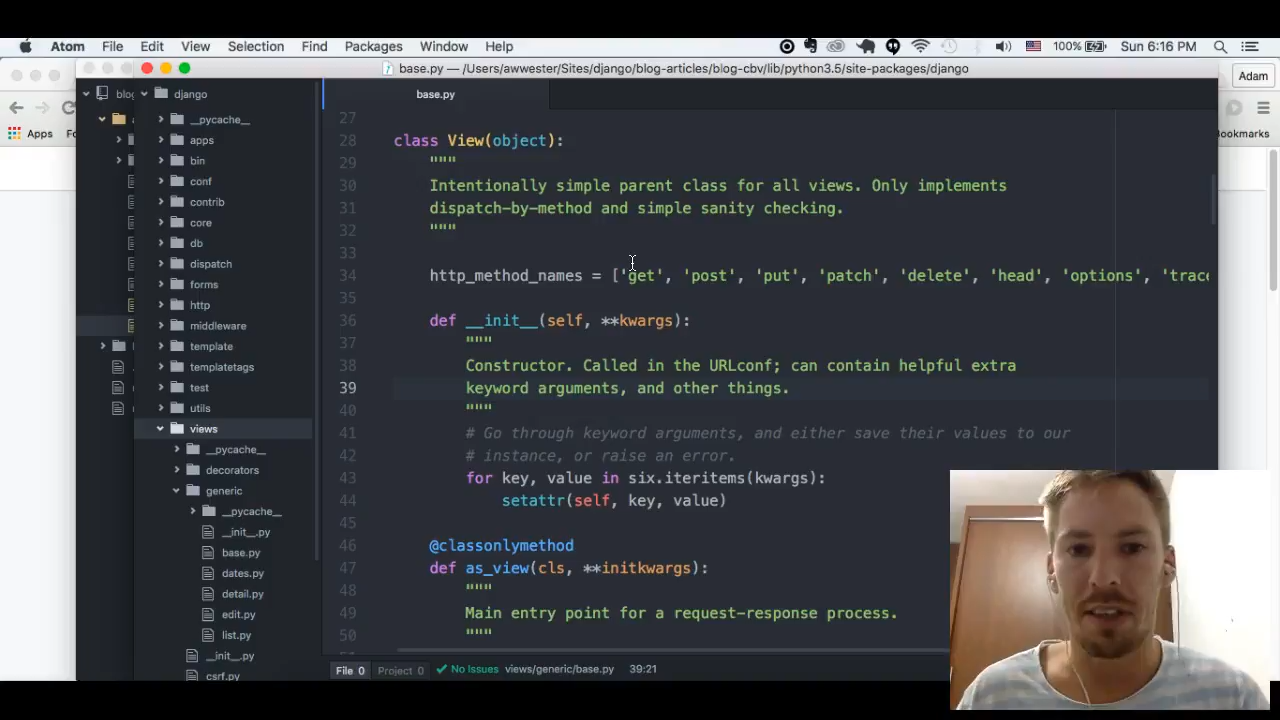 Atom File Edit View Selection Find Packages Window Help 100% Sun 6:16 PM
base.py — /Users/awwester/Sites/django/blog-articles/blog-cbv/lib/python3.5/site-packages/django
Adam
Apps
Bookmarks
blog
django
__pycache__
apps
bin
conf
contrib
core
db
dispatch
forms
http
middleware
template
templatetags
test
utils
views
__pycache__
decorators
generic
__pycache__
__init__.py
base.py
dates.py
detail.py
edit.py
list.py
__init__.py
csrf.py
base.py
27
28 class View(object):
29 """
30 Intentionally simple parent class for all views. Only implements
31 dispatch-by-method and simple sanity checking.
32 """
33
34 http_method_names = ['get', 'post', 'put', 'patch', 'delete', 'head', 'options', 'trace
35
36 def __init__(self, **kwargs):
37 """
38 Constructor. Called in the URLconf; can contain helpful extra
39 keyword arguments, and other things.
40 """
41 # Go through keyword arguments, and either save their values to our
42 # instance, or raise an error.
43 for key, value in six.iteritems(kwargs):
44 setattr(self, key, value)
45
46 @classonlymethod
47 def as_view(cls, **initkwargs):
48 """
49 Main entry point for a request-response process.
50 """
File 0 Project 0 No Issues views/generic/base.py 39:21